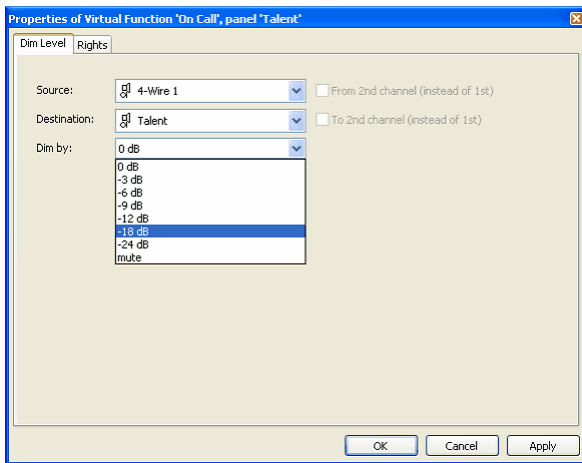 Properties of Virtual Function 'On Call', panel 'Talent'
Dim Level Rights
Source: 4-Wire 1 From 2nd channel (instead of 1st)
Destination: Talent To 2nd channel (instead of 1st)
Dim by: 0 dB
0 dB
-3 dB
-6 dB
-9 dB
-12 dB
-18 dB
-24 dB
mute
OK Cancel Apply